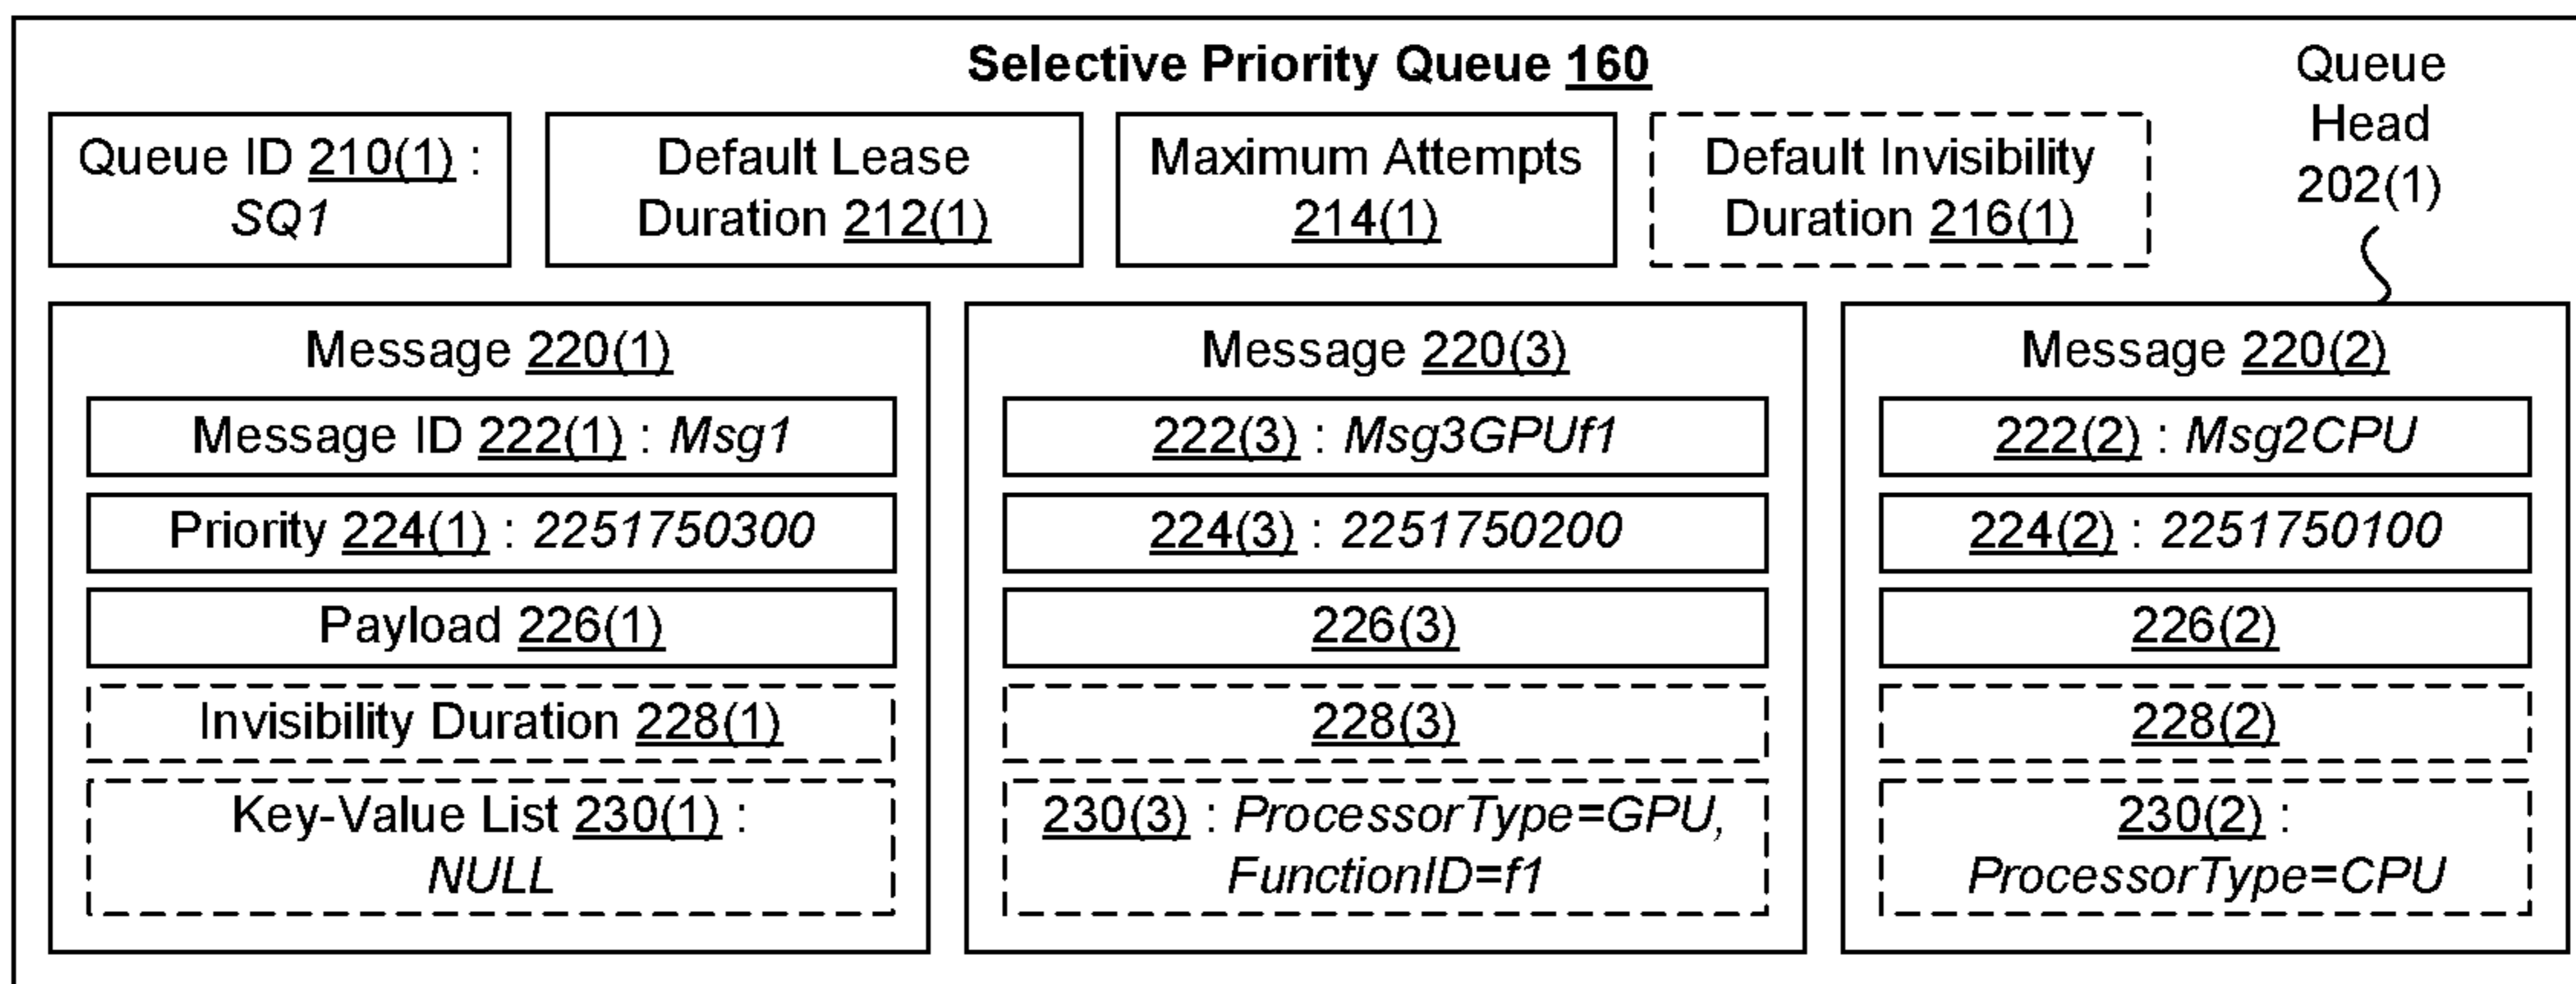 Selective Priority Queue 160
Queue
Head
202(1)
Queue ID 210(1) :
SQ1
Default Lease
Duration 212(1)
Maximum Attempts
214(1)
Default Invisibility
Duration 216(1)
Message 220(1)
Message ID 222(1) : Msg1
Priority 224(1) : 2251750300
Payload 226(1)
Invisibility Duration 228(1)
Key-Value List 230(1) :
NULL
Message 220(3)
222(3) : Msg3GPUf1
224(3) : 2251750200
226(3)
228(3)
230(3) : ProcessorType=GPU,
FunctionID=f1
Message 220(2)
222(2) : Msg2CPU
224(2) : 2251750100
226(2)
228(2)
230(2) :
ProcessorType=CPU